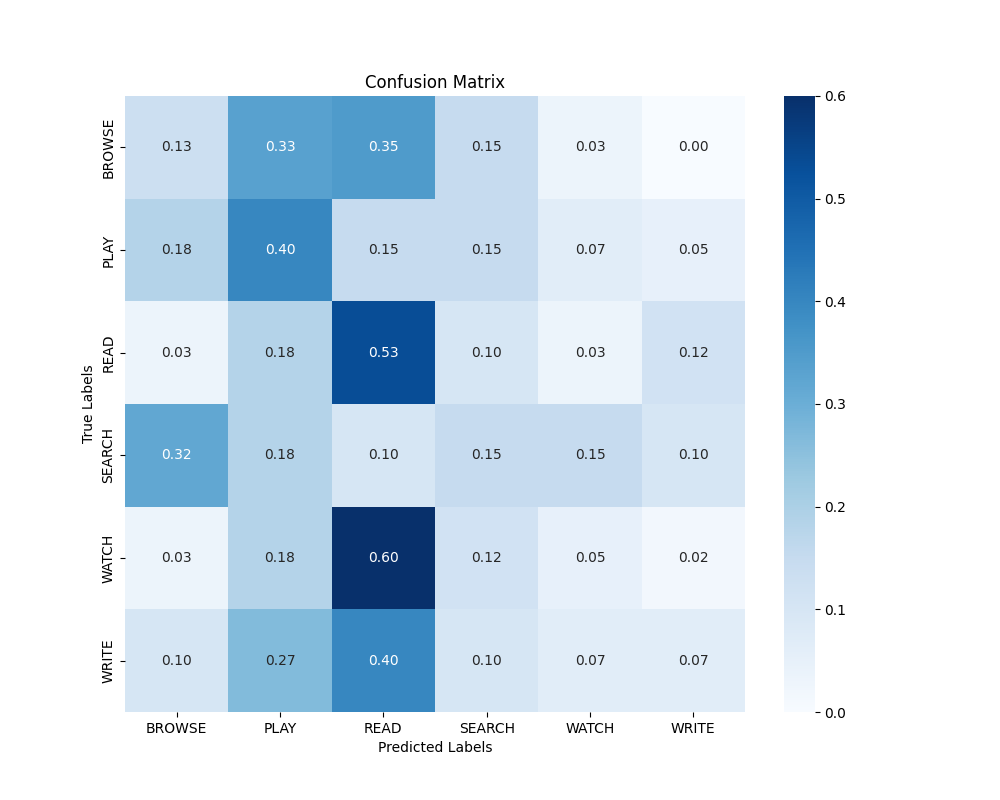 Confusion Matrix
True Labels
BROWSE 0.13 0.33 0.35 0.15 0.03 0.00
PLAY 0.18 0.40 0.15 0.15 0.07 0.05
READ 0.03 0.18 0.53 0.10 0.03 0.12
SEARCH 0.32 0.18 0.10 0.15 0.15 0.10
WATCH 0.03 0.18 0.60 0.12 0.05 0.02
WRITE 0.10 0.27 0.40 0.10 0.07 0.07
BROWSE PLAY READ SEARCH WATCH WRITE
Predicted Labels
0.6
0.5
0.4
0.3
0.2
0.1
0.0